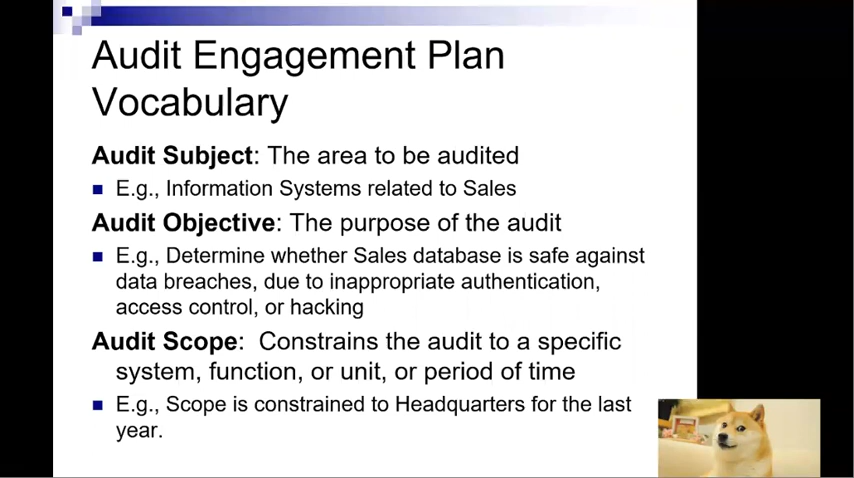 Audit Engagement Plan
Vocabulary
Audit Subject: The area to be audited
E.g., Information Systems related to Sales
Audit Objective: The purpose of the audit
E.g., Determine whether Sales database is safe against
data breaches, due to inappropriate authentication,
access control, or hacking
Audit Scope: Constrains the audit to a specific
system, function, or unit, or period of time
E.g., Scope is constrained to Headquarters for the last
year.